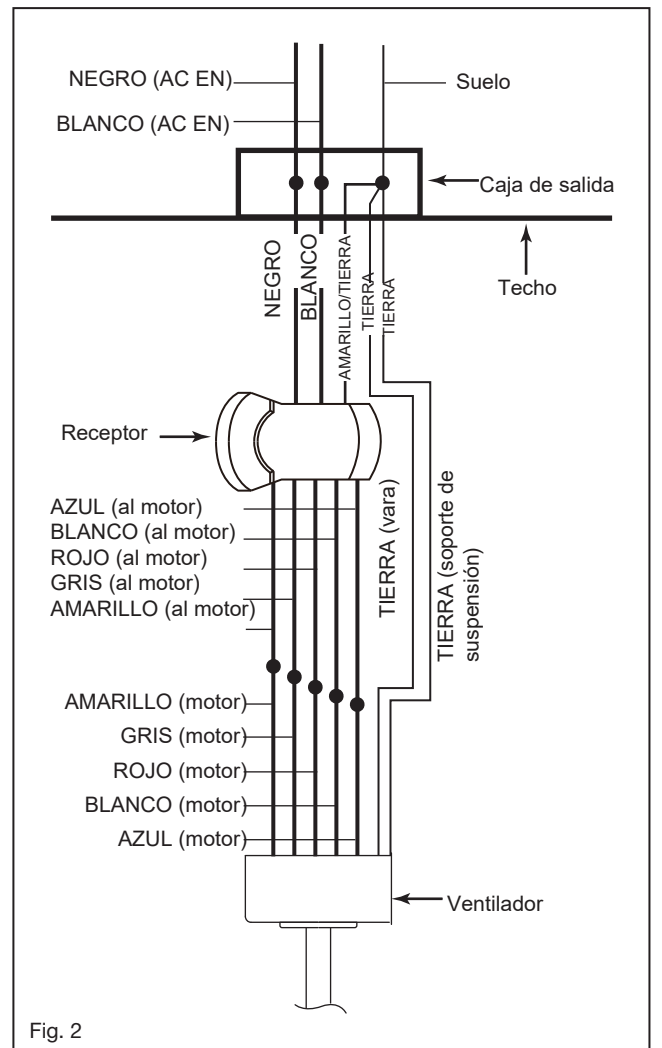 NEGRO (AC EN)
Suelo
BLANCO (AC EN)
Caja de salida
Techo
NEGRO
BLANCO
AMARILLO/TIERRA
TIERRA
TIERRA
Receptor
AZUL (al motor)
BLANCO (al motor)
ROJO (al motor)
GRIS (al motor)
AMARILLO (al motor)
TIERRA (vara)
TIERRA (soporte de
suspensión)
AMARILLO (motor)
GRIS (motor)
ROJO (motor)
BLANCO (motor)
AZUL (motor)
Ventilador
Fig. 2